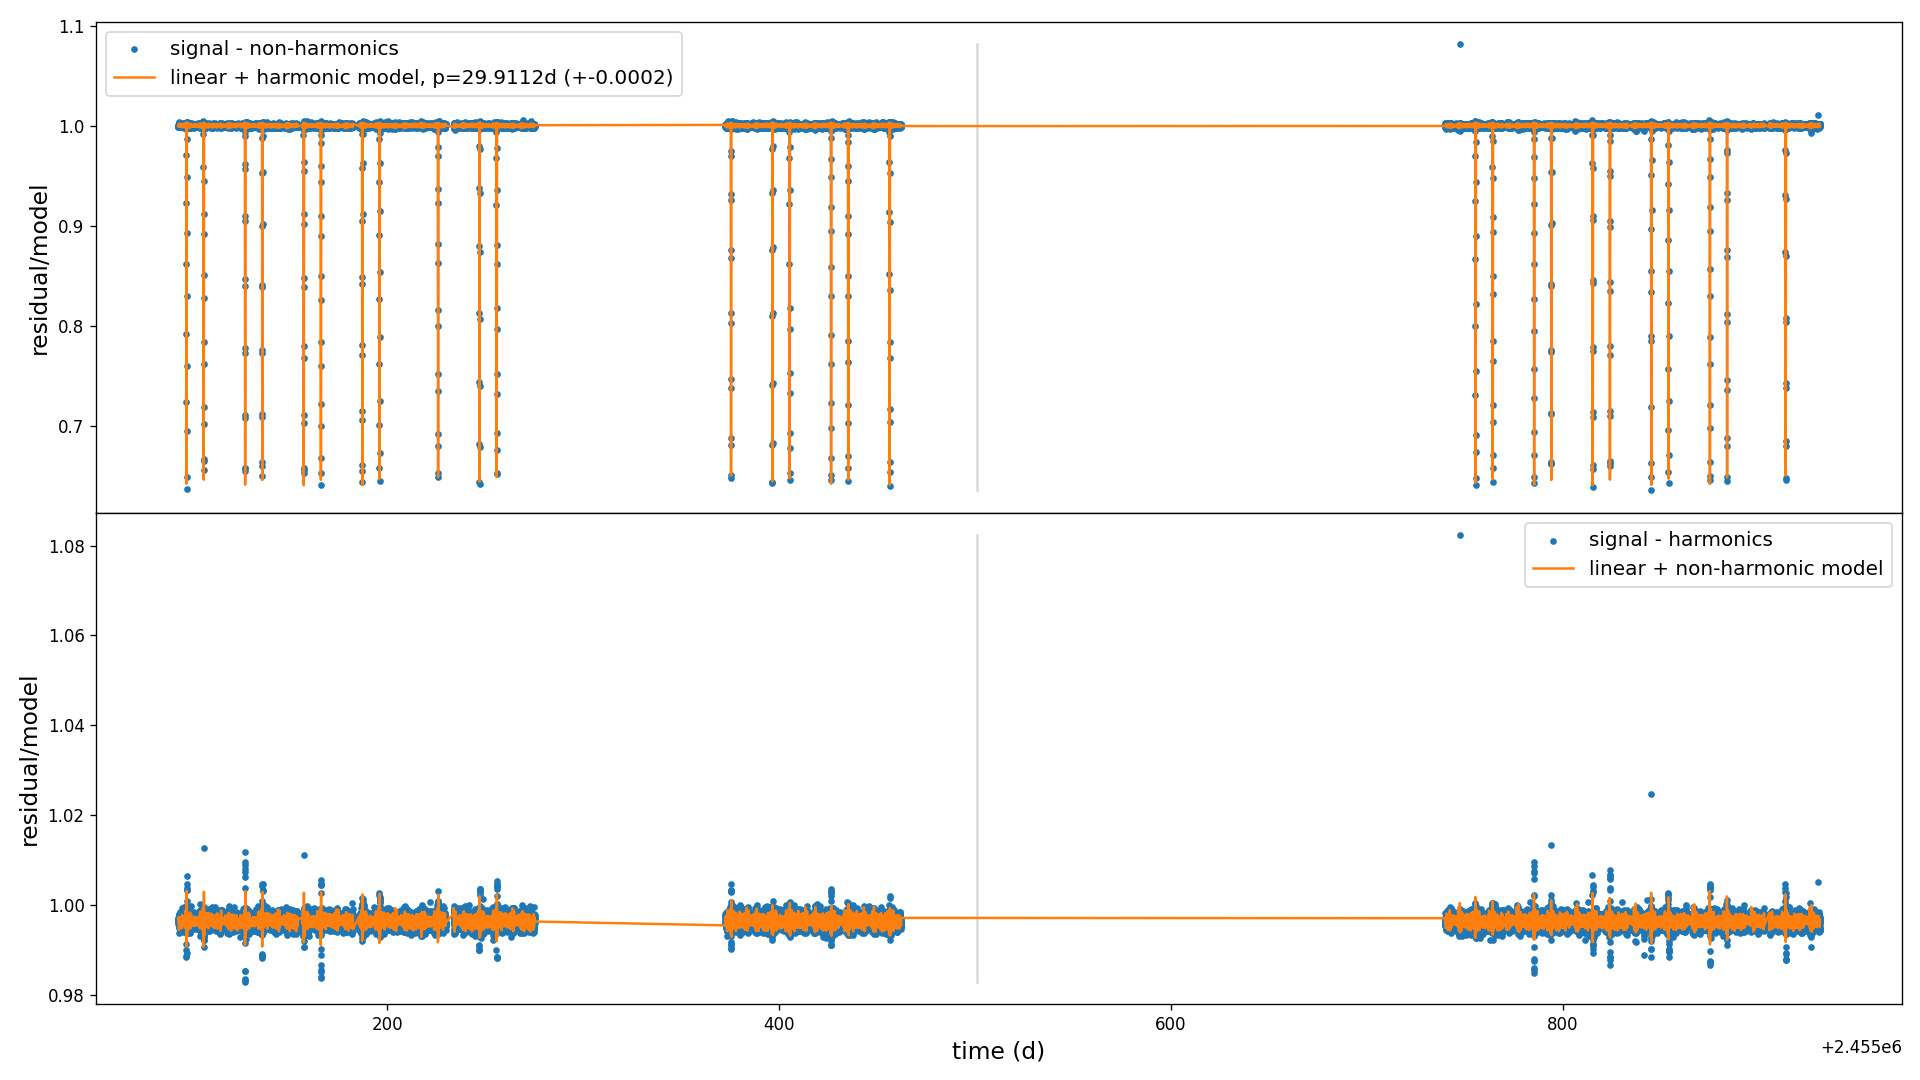 1.1
1.0
0.9
0.8
0.7
residual/model
signal - non-harmonics
linear + harmonic model, p=29.9112d (+-0.0002)
1.08
1.06
1.04
1.02
1.00
0.98
residual/model
signal - harmonics
linear + non-harmonic model
200
400
600
800
time (d)
+2.455e6